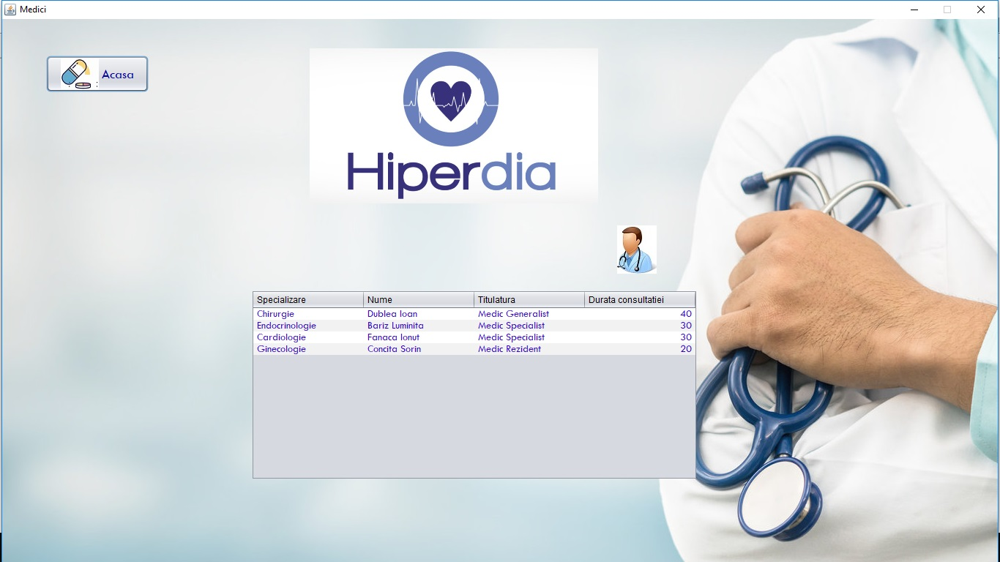 Medici
Acasa
Hiperdia
Specializare Nume Titulatura Durata consultatiei
Chirurgie Dublea Ioan Medic Generalist 40
Endocrinologie Bariz Luminita Medic Specialist 30
Cardiologie Fanaca Ionut Medic Specialist 30
Ginecologie Concita Sorin Medic Rezident 20